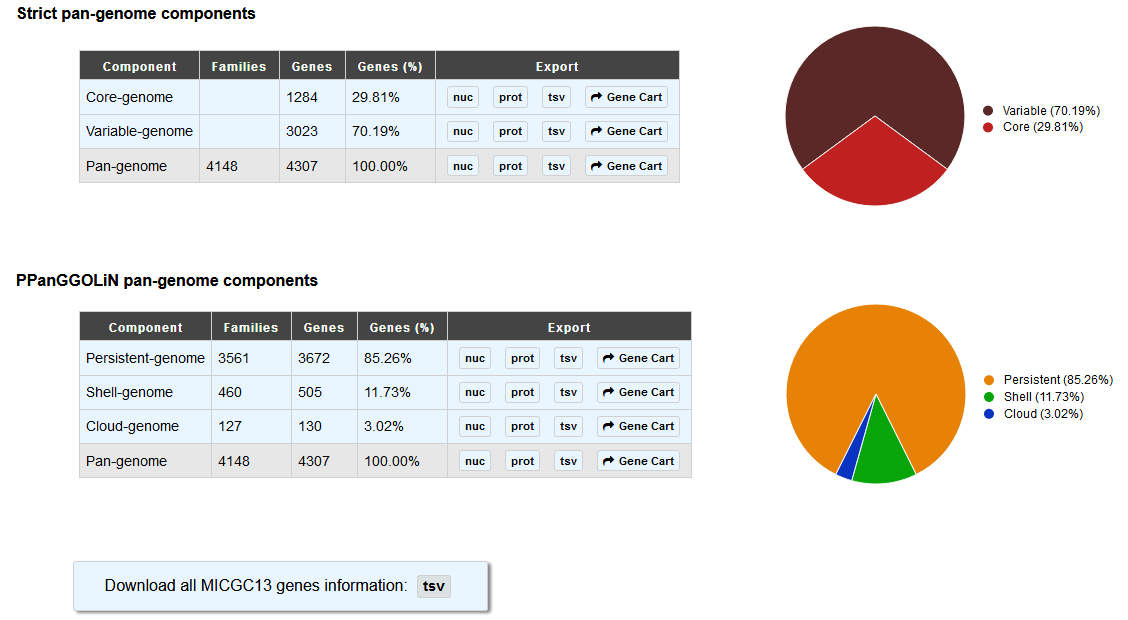 Strict pan-genome components
Component Families Genes Genes (%) Export
Core-genome 1284 29.81% nuc prot tsv Gene Cart
Variable-genome 3023 70.19% nuc prot tsv Gene Cart
Pan-genome 4148 4307 100.00% nuc prot tsv Gene Cart
Variable (70.19%)
Core (29.81%)
PPanGGOLiN pan-genome components
Component Families Genes Genes (%) Export
Persistent-genome 3561 3672 85.26% nuc prot tsv Gene Cart
Shell-genome 460 505 11.73% nuc prot tsv Gene Cart
Cloud-genome 127 130 3.02% nuc prot tsv Gene Cart
Pan-genome 4148 4307 100.00% nuc prot tsv Gene Cart
Persistent (85.26%)
Shell (11.73%)
Cloud (3.02%)
Download all MICGC13 genes information: tsv